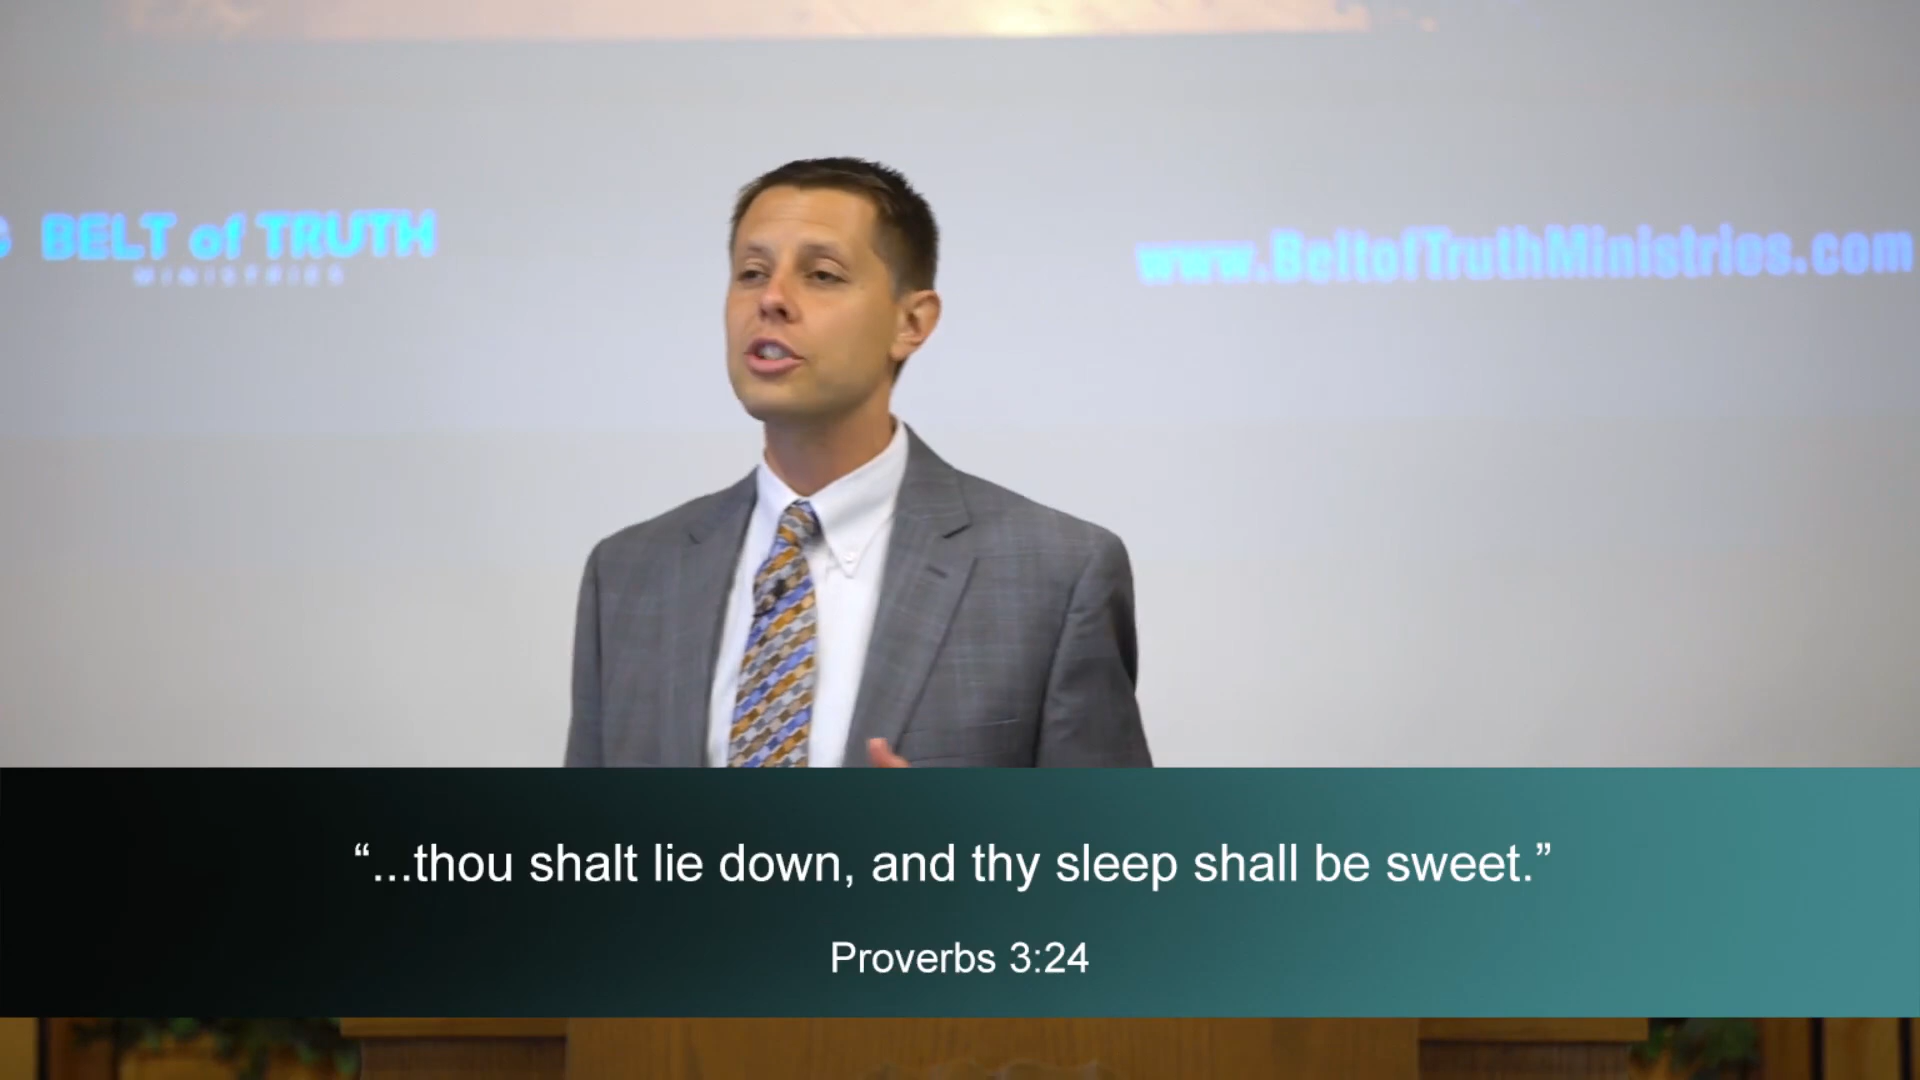 BELT of TRUTH
MINISTRIES
www.BeltofTruthMinistries.com
“...thou shalt lie down, and thy sleep shall be sweet.”
Proverbs 3:24